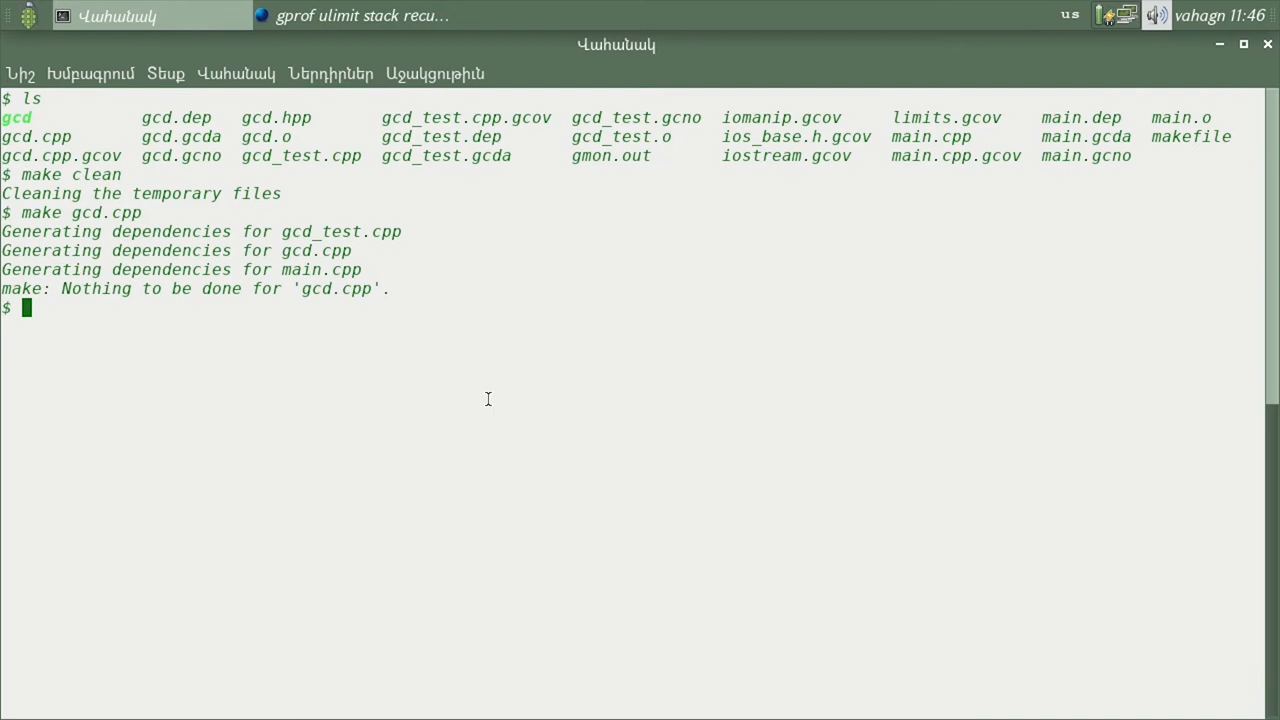 Վահանակ
gprof ulimit stack recu...
us
vahagn 11:46
Վահանակ
Նիշ Խմբագրում Տեսք Վահանակ Ներդիրներ Աջակցութիւն
$ ls
gcd gcd.dep gcd.hpp gcd_test.cpp.gcov gcd_test.gcno iomanip.gcov limits.gcov main.dep main.o
gcd.cpp gcd.gcda gcd.o gcd_test.dep gcd_test.o ios_base.h.gcov main.cpp main.gcda makefile
gcd.cpp.gcov gcd.gcno gcd_test.cpp gcd_test.gcda gmon.out iostream.gcov main.cpp.gcov main.gcno
$ make clean
Cleaning the temporary files
$ make gcd.cpp
Generating dependencies for gcd_test.cpp
Generating dependencies for gcd.cpp
Generating dependencies for main.cpp
make: Nothing to be done for 'gcd.cpp'.
$